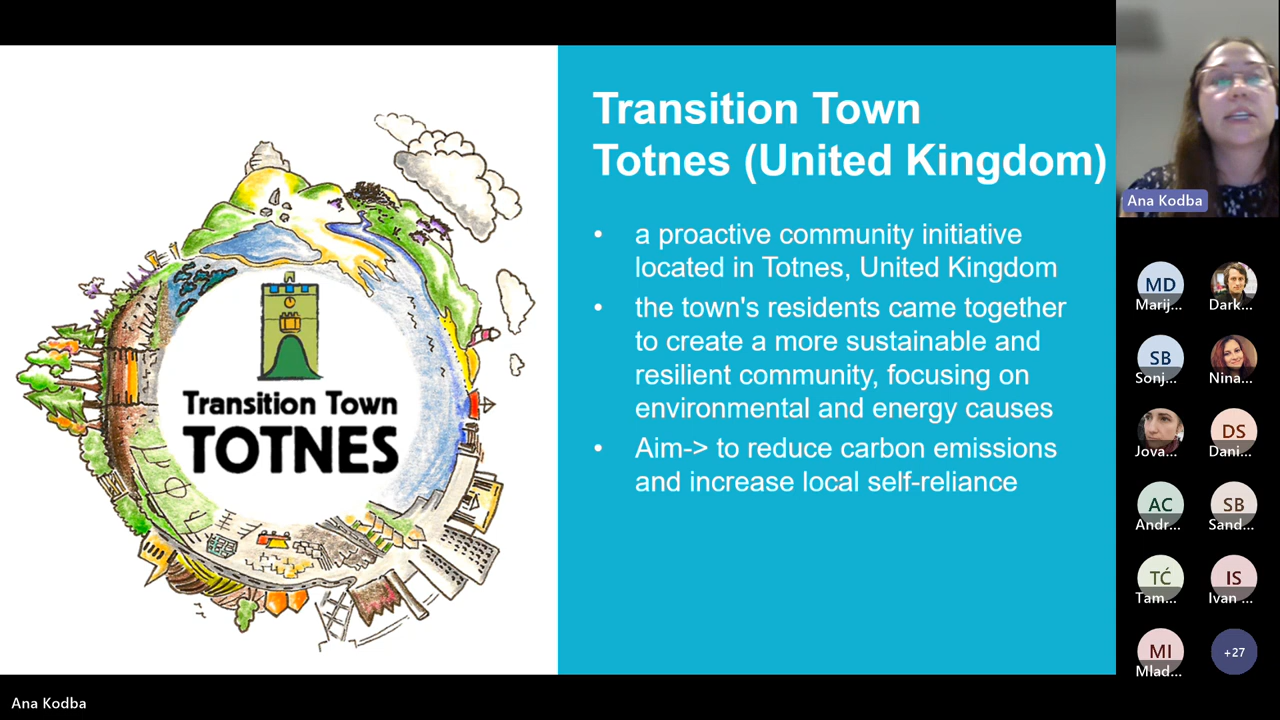 Transition Town
TOTNES
Transition Town
Totnes (United Kingdom)
• a proactive community initiative
located in Totnes, United Kingdom
• the town's residents came together
to create a more sustainable and
resilient community, focusing on
environmental and energy causes
• Aim-> to reduce carbon emissions
and increase local self-reliance
Ana Kodba
MD
Marij...
Dark...
SB
Sonj...
Nina...
Jova...
DS
Dani...
AC
Andr...
SB
Sand...
TĆ
Tam...
IS
Ivan ...
MI
Mlad...
+27
Ana Kodba